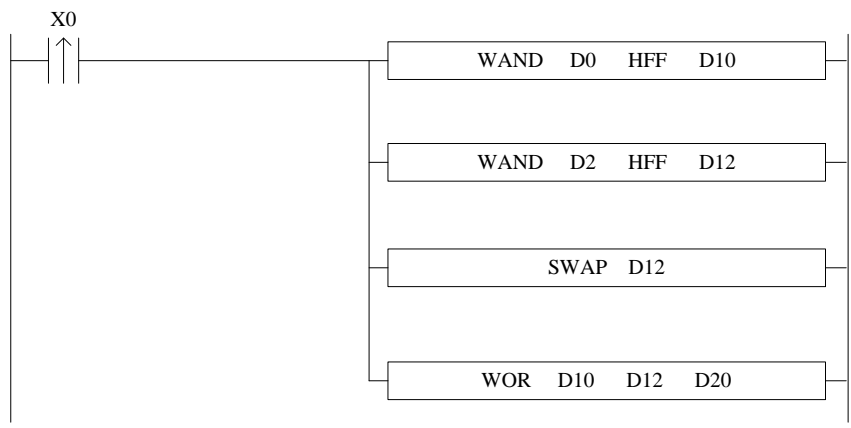 X0
WAND D0 HFF D10
WAND D2 HFF D12
SWAP D12
WOR D10 D12 D20